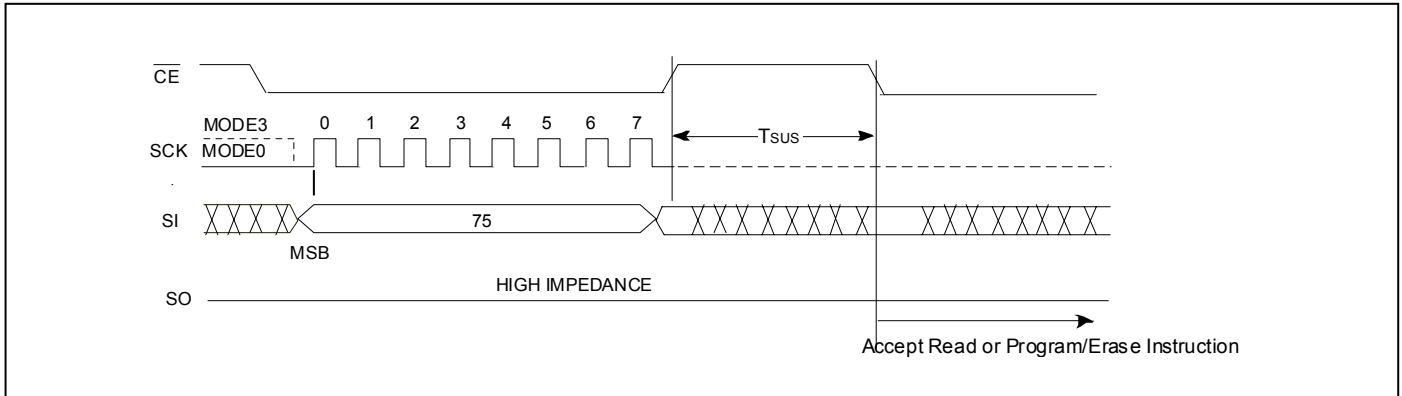 CE
MODE3 0 1 2 3 4 5 6 7
TSUS
SCK MODE0
SI 75
MSB
HIGH IMPEDANCE
SO
Accept Read or Program/Erase Instruction